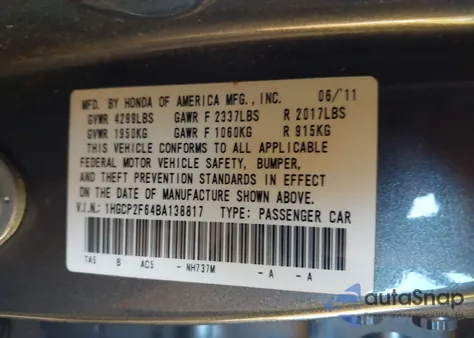 MFD. BY HONDA OF AMERICA MFG., INC. 06/'11
GVWR 4299LBS GAWR F 2337LBS R 2017LBS
GVWR 1950KG GAWR F 1060KG R 915KG
THIS VEHICLE CONFORMS TO ALL APPLICABLE
FEDERAL MOTOR VEHICLE SAFETY, BUMPER,
AND THEFT PREVENTION STANDARDS IN EFFECT
ON THE DATE OF MANUFACTURE SHOWN ABOVE.
V.I.N.: 1HGCP2F64BA138817 TYPE: PASSENGER CAR
TA5 B AC5 - NH737M -A -A
autoSnap